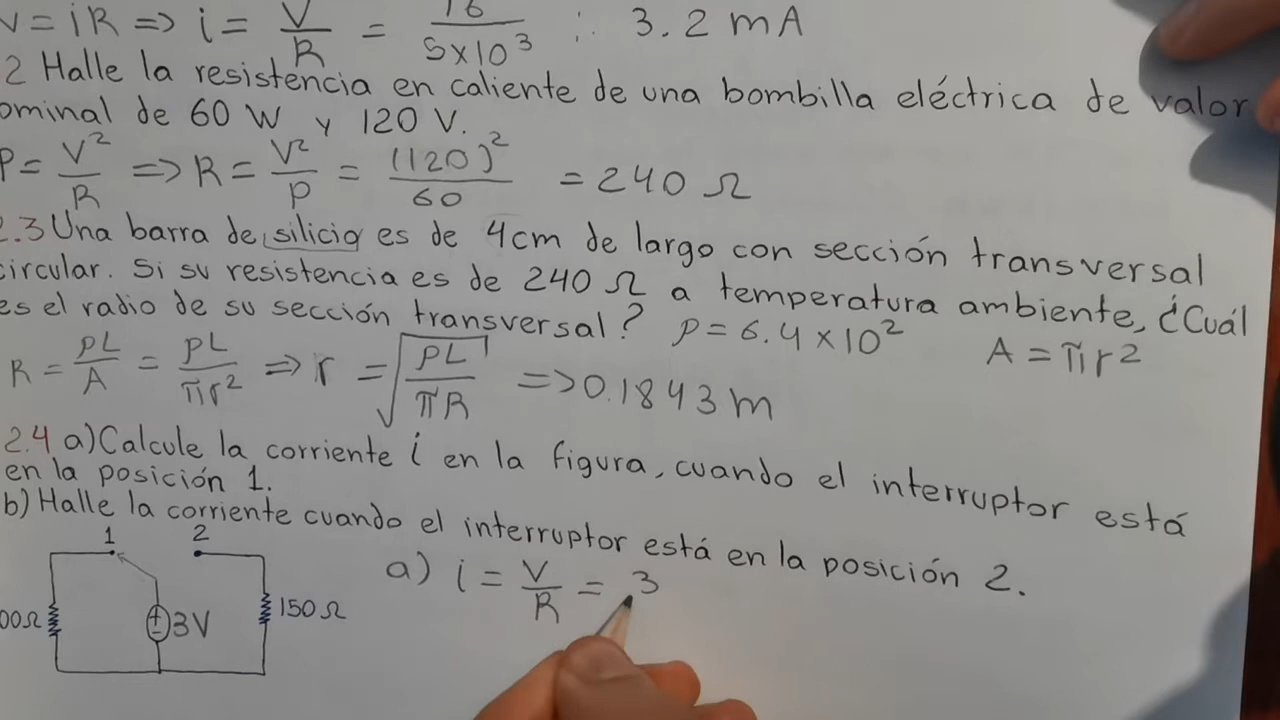 V = iR => i = V/R = 16/5x10³ ∴ 3.2 mA
2 Halle la resistencia en caliente de una bombilla eléctrica de valor
ominal de 60 W y 120 V.
P = V²/R => R = V²/P = (120)²/60 = 240 Ω
2.3 Una barra de silicio es de 4cm de largo con sección transversal
circular. Si su resistencia es de 240 Ω a temperatura ambiente, ¿Cuál
es el radio de su sección transversal? ρ = 6.4 x 10² A = πr²
R = ρL/A = ρL/πr² => r = √(ρL/πR) => 0.1843 m
2.4 a) Calcule la corriente i en la figura, cuando el interruptor está
en la posición 1.
b) Halle la corriente cuando el interruptor está en la posición 2.
1 2
a) i = V/R = 3
00Ω 3V 150Ω